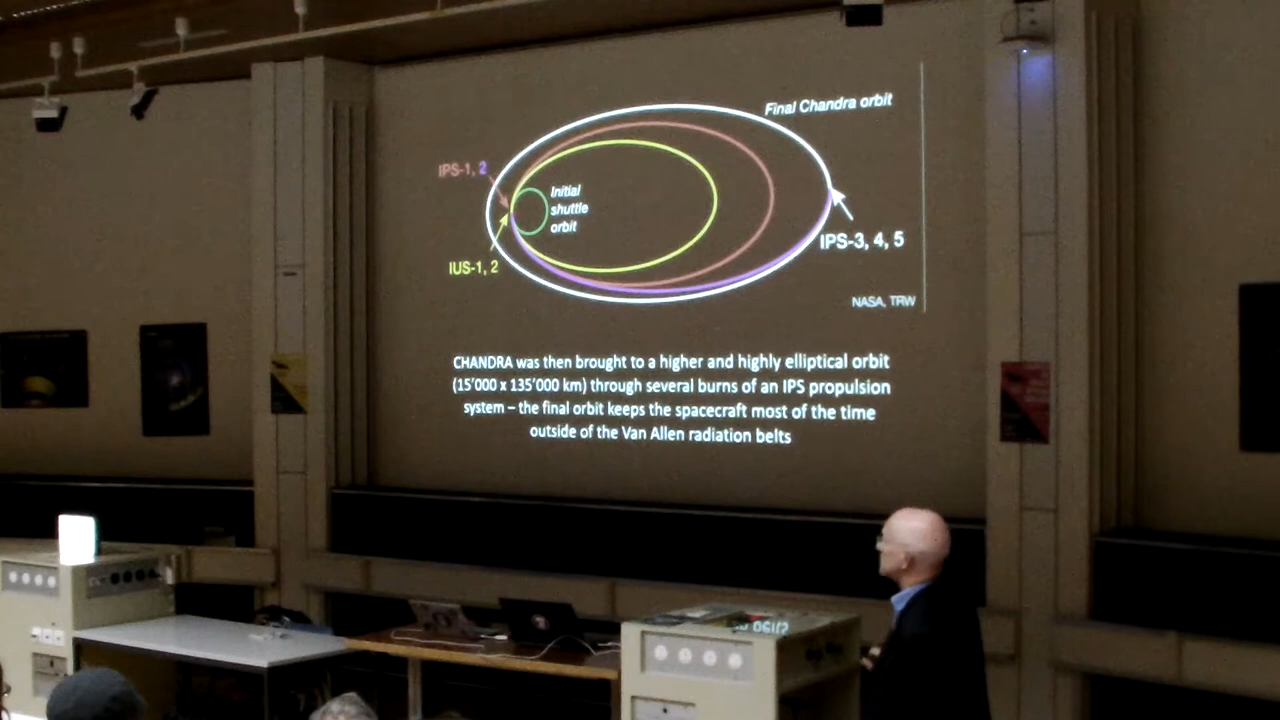 Final Chandra orbit
IPS-1, 2
Initial
shuttle
orbit
IUS-1, 2
IPS-3, 4, 5
NASA, TRW
CHANDRA was then brought to a higher and highly elliptical orbit
(15’000 x 135’000 km) through several burns of an IPS propulsion
system – the final orbit keeps the spacecraft most of the time
outside of the Van Allen radiation belts